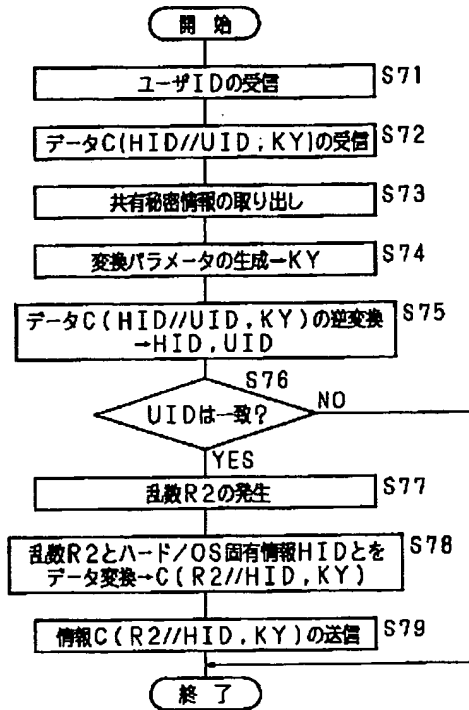 開始
ユーザIDの受信
S71
データC(HID//UID,KY)の受信
S72
共有秘密情報の取り出し
S73
変換パラメータの生成→KY
S74
データC(HID//UID,KY)の逆変換
→HID,UID
S75
S76
UIDは一致?
NO
YES
乱数R2の発生
S77
乱数R2とハード/OS固有情報HIDとを
データ変換→C(R2//HID,KY)
S78
情報C(R2//HID,KY)の送信
S79
終了